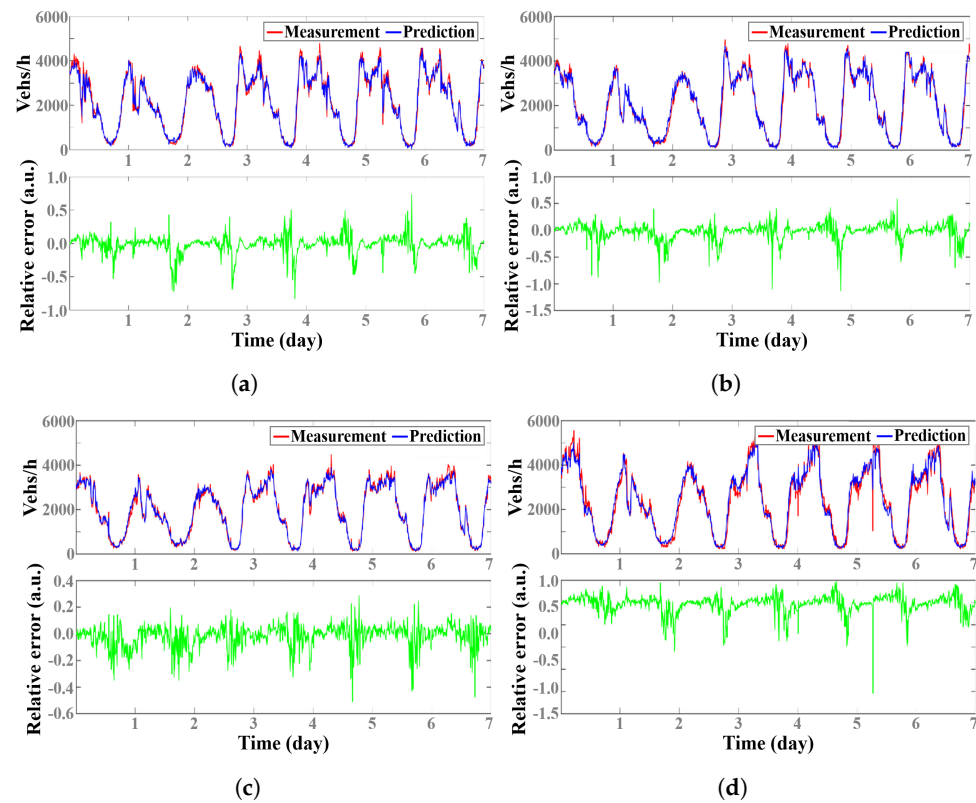 6000
4000
2000
0
Vehs/h
Measurement Prediction
1 2 3 4 5 6 7
1.0
0.5
0.0
-0.5
-1.0
Relative error (a.u.)
1 2 3 4 5 6 7
Time (day)
(a)
6000
4000
2000
0
Vehs/h
Measurement Prediction
1 2 3 4 5 6 7
1.0
0.5
0.0
-0.5
-1.0
-1.5
Relative error (a.u.)
1 2 3 4 5 6 7
Time (day)
(b)
6000
4000
2000
0
Vehs/h
Measurement Prediction
1 2 3 4 5 6 7
0.4
0.2
0.0
-0.2
-0.4
-0.6
Relative error (a.u.)
1 2 3 4 5 6 7
Time (day)
(c)
6000
4000
2000
0
Vehs/h
Measurement Prediction
1 2 3 4 5 6 7
1.0
0.5
0.0
-0.5
-1.0
-1.5
Relative error (a.u.)
1 2 3 4 5 6 7
Time (day)
(d)